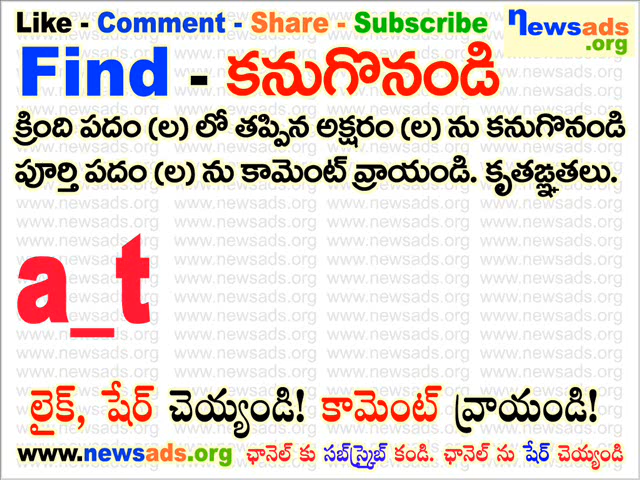 Like - Comment - Share - Subscribe
newsads
.org
Find - కనుగొనండి
క్రింది పదం (ల) లో తప్పిన అక్షరం (ల) ను కనుగొనండి
పూర్తి పదం (ల) ను కామెంట్ వ్రాయండి. కృతజ్ఞతలు.
a_t
లైక్, షేర్ చెయ్యండి! కామెంట్ వ్రాయండి!
www.newsads.org ఛానెల్ కు సబ్‌స్క్రైబ్ కండి. ఛానెల్ ను షేర్ చెయ్యండి